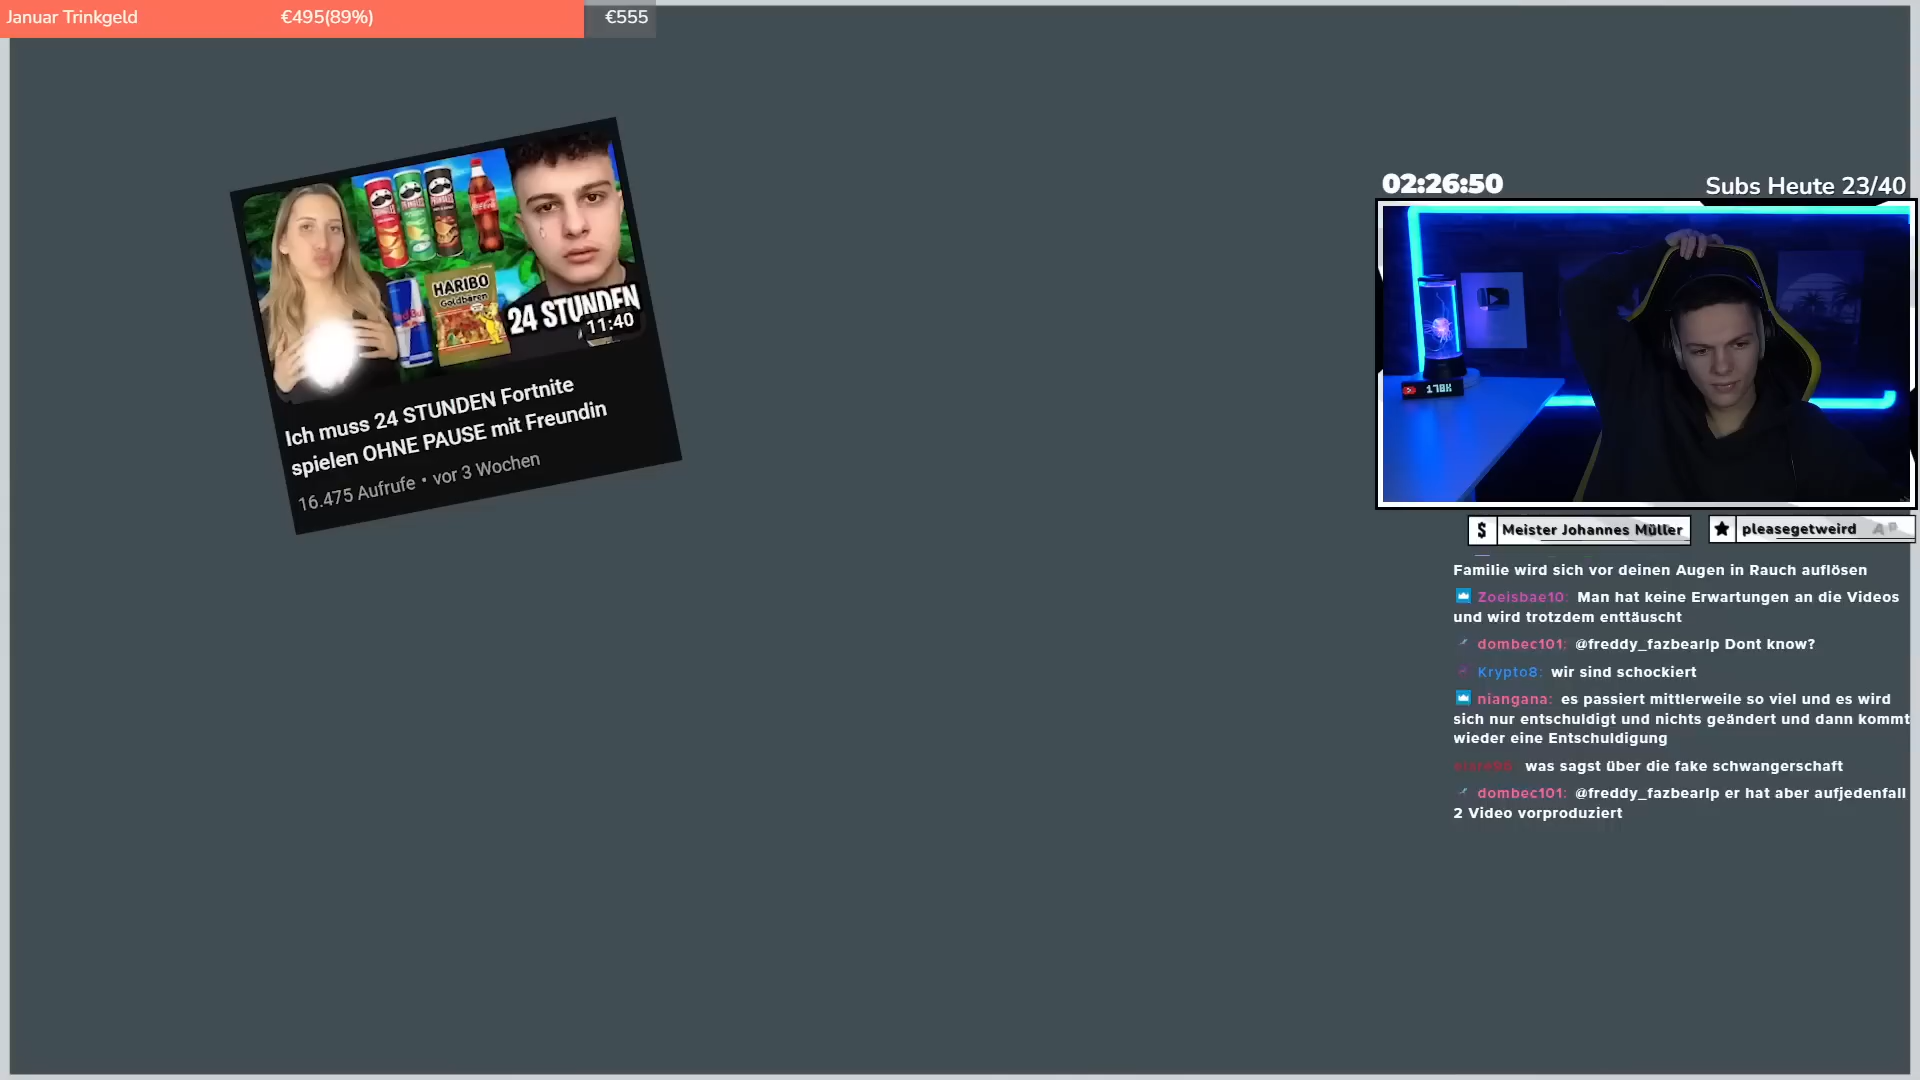 Januar Trinkgeld €495(89%) €555
HARIBO
Goldbären
24 STUNDEN
11:40
Ich muss 24 STUNDEN Fortnite
spielen OHNE PAUSE mit Freundin
16.475 Aufrufe • vor 3 Wochen
02:26:50
Subs Heute 23/40
178K
$ Meister Johannes Müller
pleasegetweird
Familie wird sich vor deinen Augen in Rauch auflösen
Zoeisbae10: Man hat keine Erwartungen an die Videos
und wird trotzdem enttäuscht
dombec101: @freddy_fazbearlp Dont know?
Krypto8: wir sind schockiert
niangana: es passiert mittlerweile so viel und es wird
sich nur entschuldigt und nichts geändert und dann kommt
wieder eine Entschuldigung
was sagst über die fake schwangerschaft
dombec101: @freddy_fazbearlp er hat aber aufjedenfall
2 Video vorproduziert